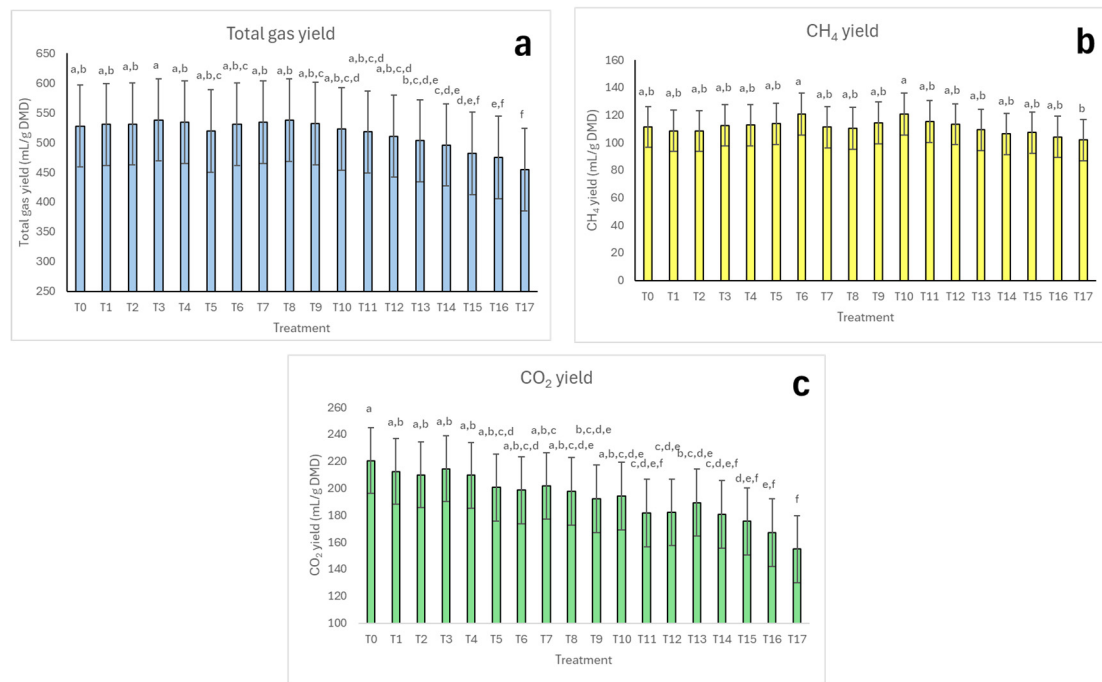 Total gas yield
a
650
600
550
500
450
400
350
300
250
Total gas yield (mL/g DMD)
a,b a,b a,b a a,b a,b,c a,b,c a,b a,b a,b,c a,b,c,d a,b,c,d a,b,c,d b,c,d,e c,d,e d,e,f e,f f
T0 T1 T2 T3 T4 T5 T6 T7 T8 T9 T10 T11 T12 T13 T14 T15 T16 T17
Treatment
CH₄ yield
b
160
140
120
100
80
60
40
20
0
CH₄ yield (mL/g DMD)
a,b a,b a,b a,b a,b a,b a a,b a,b a,b a a,b a,b a,b a,b a,b a,b b
T0 T1 T2 T3 T4 T5 T6 T7 T8 T9 T10 T11 T12 T13 T14 T15 T16 T17
Treatment
CO₂ yield
c
260
240
220
200
180
160
140
120
100
CO₂ yield (mL/g DMD)
a a,b a,b a,b a,b a,b,c,d a,b,c,d a,b,c a,b,c,d,e b,c,d,e a,b,c,d,e c,d,e,f c,d,e b,c,d,e c,d,e,f d,e,f e,f f
T0 T1 T2 T3 T4 T5 T6 T7 T8 T9 T10 T11 T12 T13 T14 T15 T16 T17
Treatment